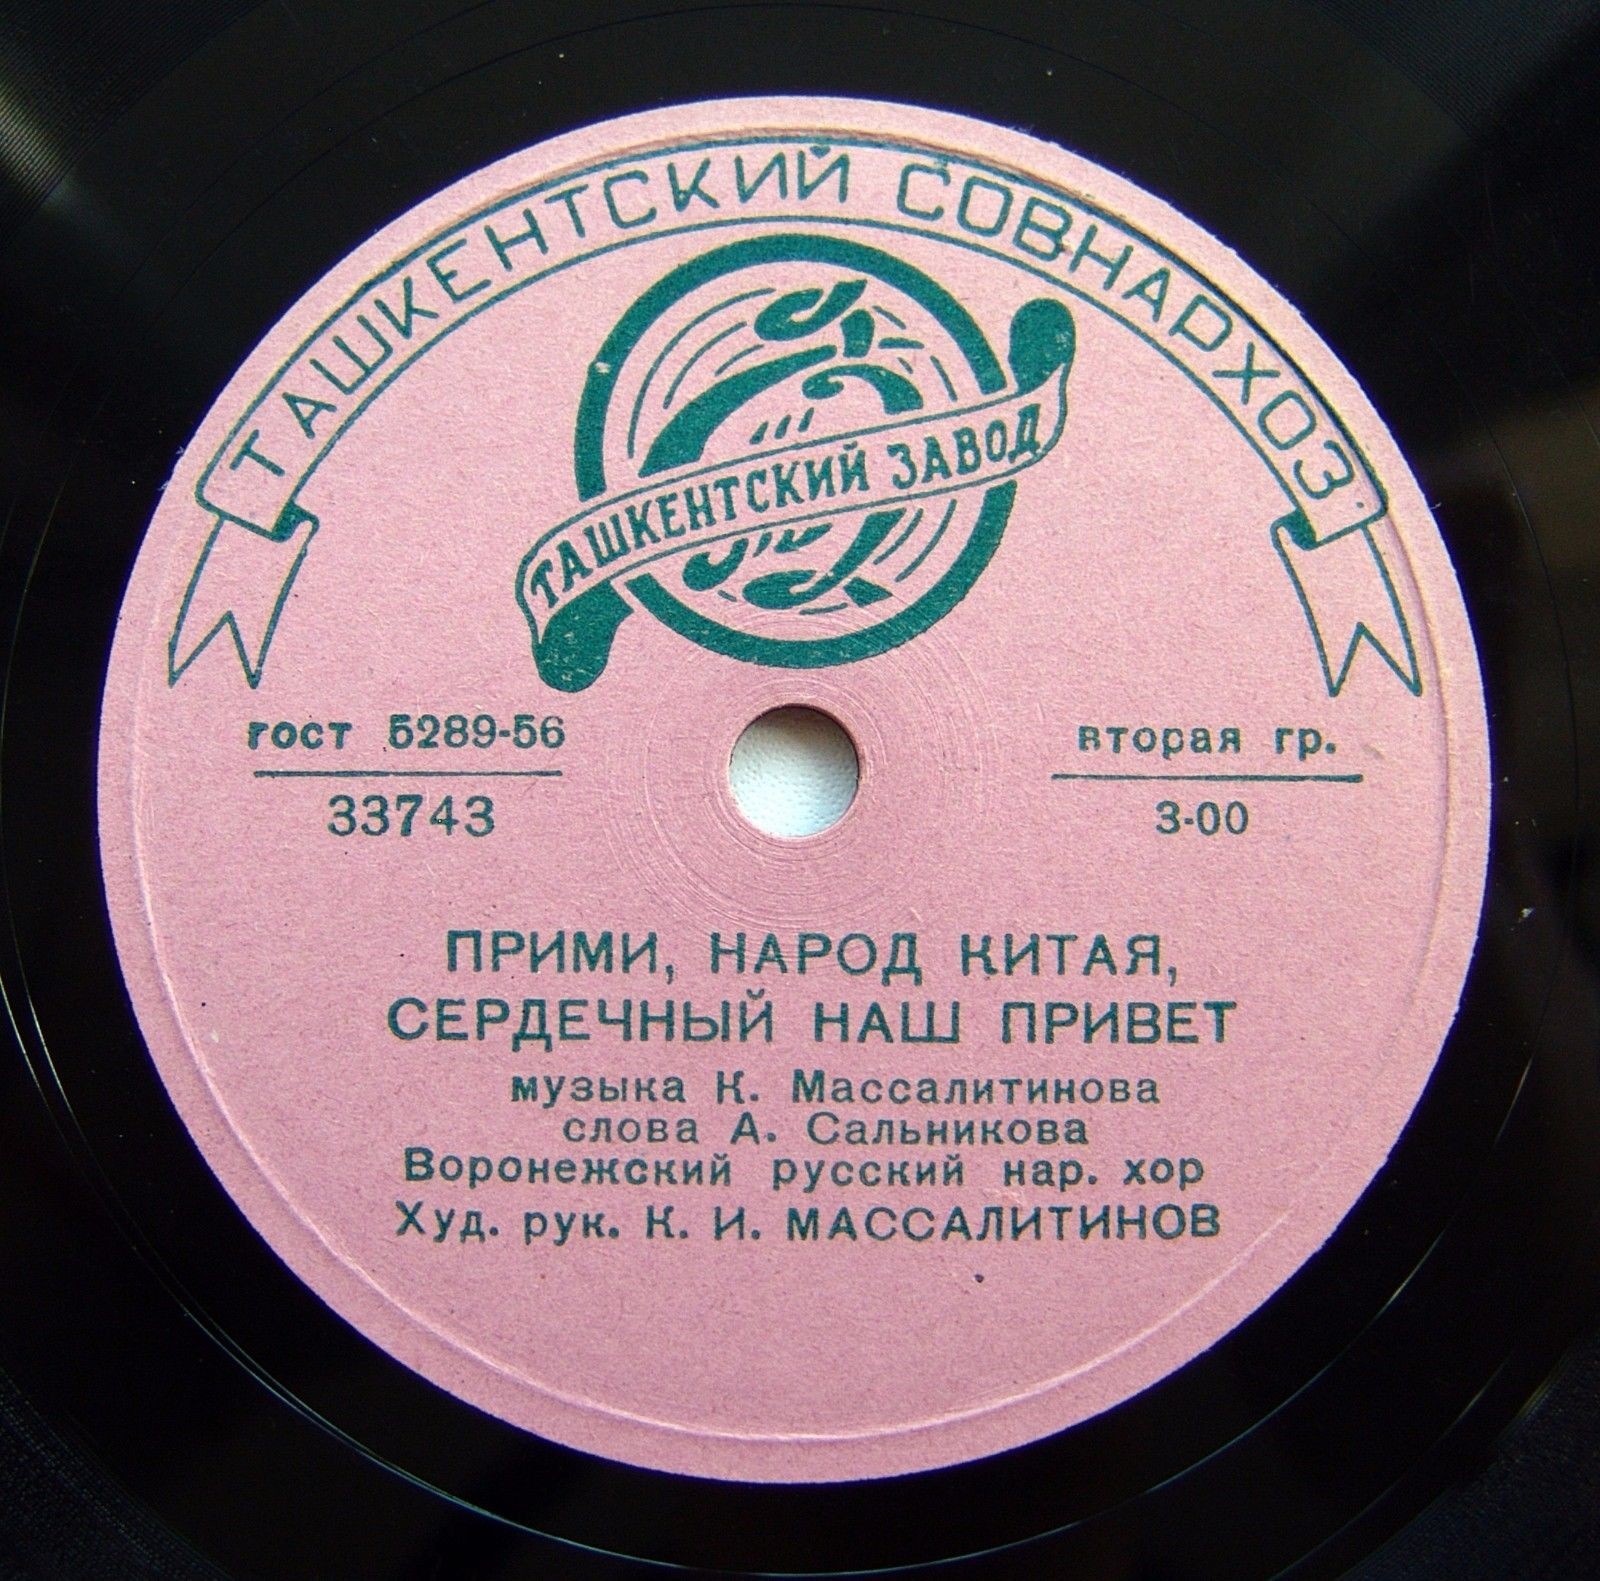 ТАШКЕНТСКИЙ СОВНАРХОЗ
ТАШКЕНТСКИЙ ЗАВОД
гост 5289-56
33743
вторая гр.
3-00
ПРИМИ, НАРОД КИТАЯ,
СЕРДЕЧНЫЙ НАШ ПРИВЕТ
музыка К. Массалитинова
слова А. Сальникова
Воронежский русский нар. хор
Худ. рук. К. И. МАССАЛИТИНОВ